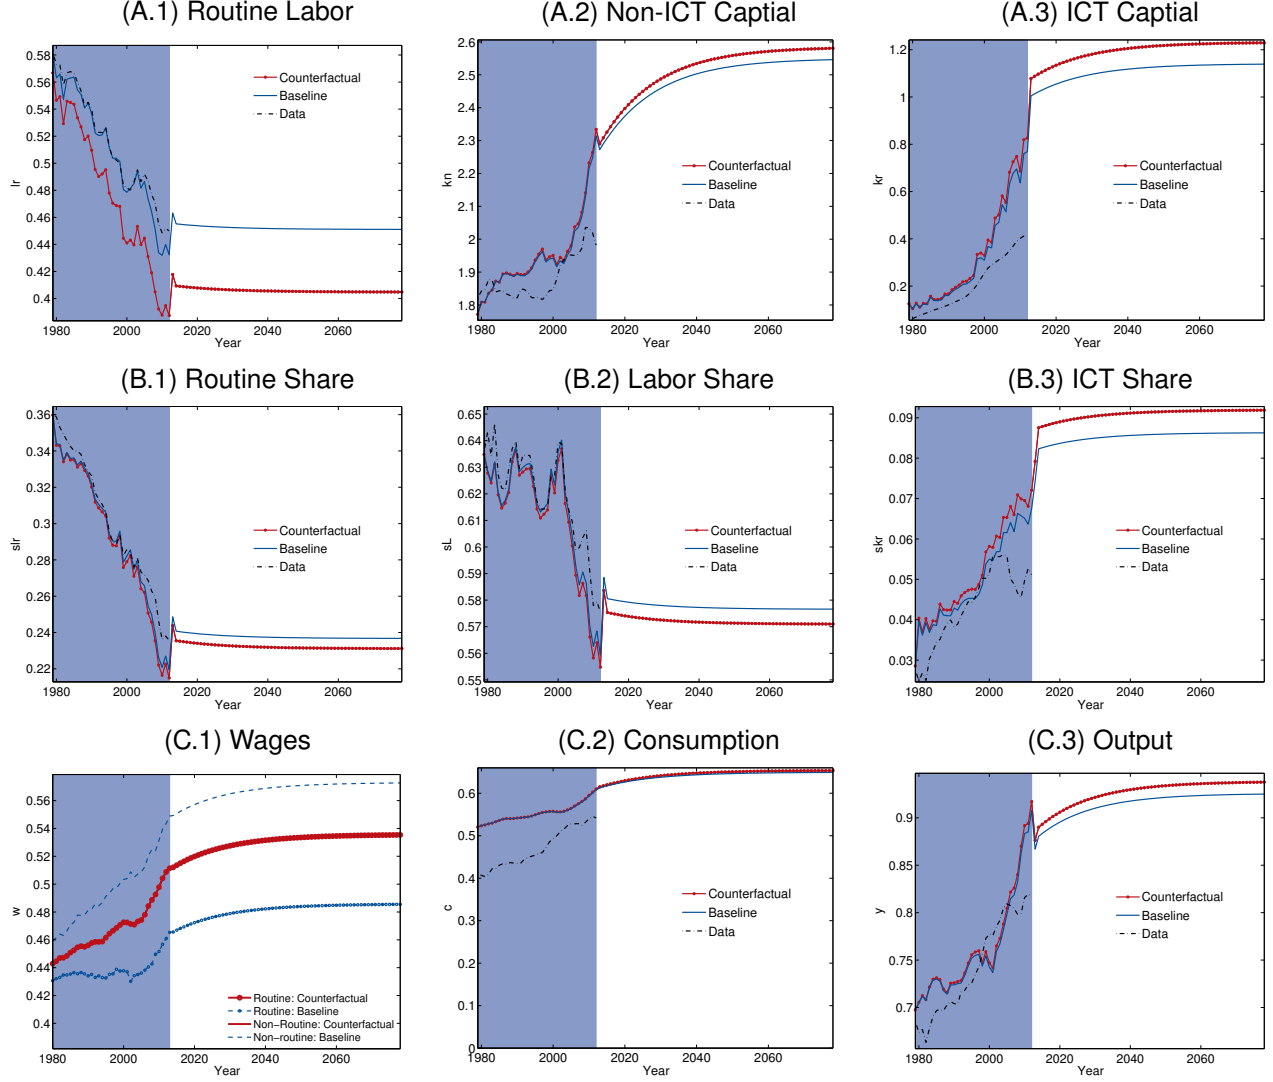 (A.1) Routine Labor
0.58
0.56
0.54
0.52
0.5
0.48
0.46
0.44
0.42
0.4
lr
Counterfactual
Baseline
Data
1980 2000 2020 2040 2060
Year
(A.2) Non-ICT Captial
2.6
2.5
2.4
2.3
2.2
2.1
2
1.9
1.8
kn
Counterfactual
Baseline
Data
1980 2000 2020 2040 2060
Year
(A.3) ICT Captial
1.2
1
0.8
0.6
0.4
0.2
kr
Counterfactual
Baseline
Data
1980 2000 2020 2040 2060
Year
(B.1) Routine Share
0.36
0.34
0.32
0.3
0.28
0.26
0.24
0.22
slr
Counterfactual
Baseline
Data
1980 2000 2020 2040 2060
Year
(B.2) Labor Share
0.65
0.64
0.63
0.62
0.61
0.6
0.59
0.58
0.57
0.56
0.55
sL
Counterfactual
Baseline
Data
1980 2000 2020 2040 2060
Year
(B.3) ICT Share
0.09
0.08
0.07
0.06
0.05
0.04
0.03
skr
Counterfactual
Baseline
Data
1980 2000 2020 2040 2060
Year
(C.1) Wages
0.56
0.54
0.52
0.5
0.48
0.46
0.44
0.42
0.4
w
Routine: Counterfactual
Routine: Baseline
Non−Routine: Counterfactual
Non−routine: Baseline
1980 2000 2020 2040 2060
Year
(C.2) Consumption
0.6
0.5
0.4
0.3
0.2
0.1
0
c
Counterfactual
Baseline
Data
1980 2000 2020 2040 2060
Year
(C.3) Output
0.9
0.85
0.8
0.75
0.7
y
Counterfactual
Baseline
Data
1980 2000 2020 2040 2060
Year